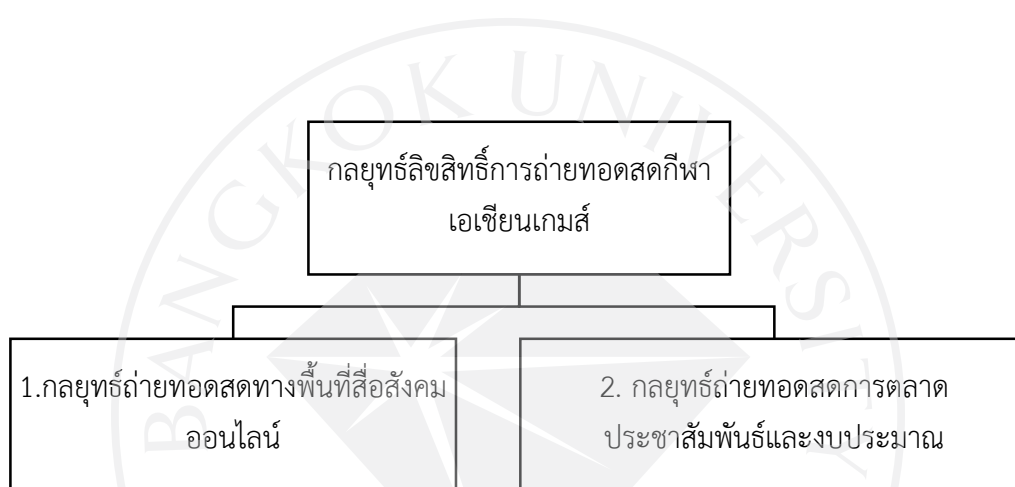 BANGKOK UNIVERSITY
กลยุทธ์ลิขสิทธิ์การถ่ายทอดสดกีฬา
เอเชียนเกมส์
1.กลยุทธ์ถ่ายทอดสดทางพื้นที่สื่อสังคม
ออนไลน์
2. กลยุทธ์ถ่ายทอดสดการตลาด
ประชาสัมพันธ์และงบประมาณ